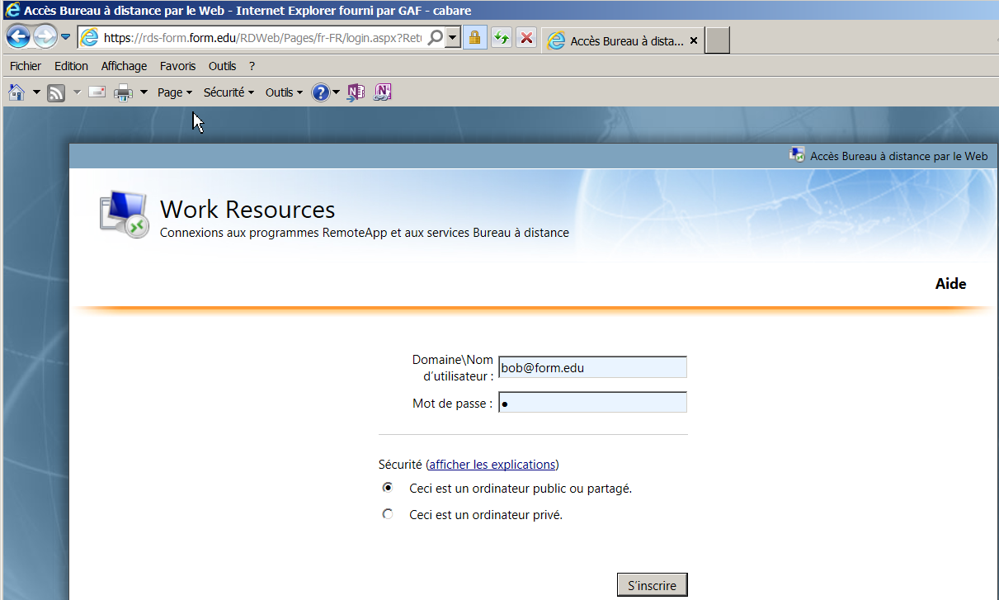 Accès Bureau à distance par le Web - Internet Explorer fourni par GAF - cabare
https://rds-form.form.edu/RDWeb/Pages/fr-FR/login.aspx?Ret
Accès Bureau à dista...
Fichier Edition Affichage Favoris Outils ?
Page Sécurité Outils
Accès Bureau à distance par le Web
Work Resources
Connexions aux programmes RemoteApp et aux services Bureau à distance
Aide
Domaine\Nom
d’utilisateur :
bob@form.edu
Mot de passe : ●
Sécurité (afficher les explications)
Ceci est un ordinateur public ou partagé.
Ceci est un ordinateur privé.
S’inscrire